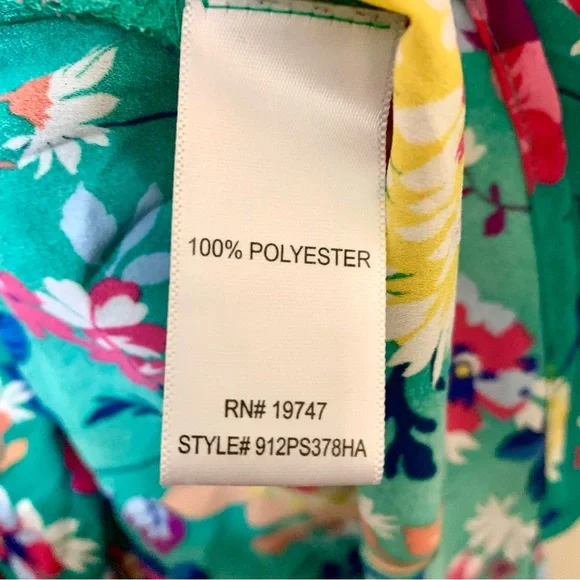 100% POLYESTER
RN# 19747
STYLE# 912PS378HA